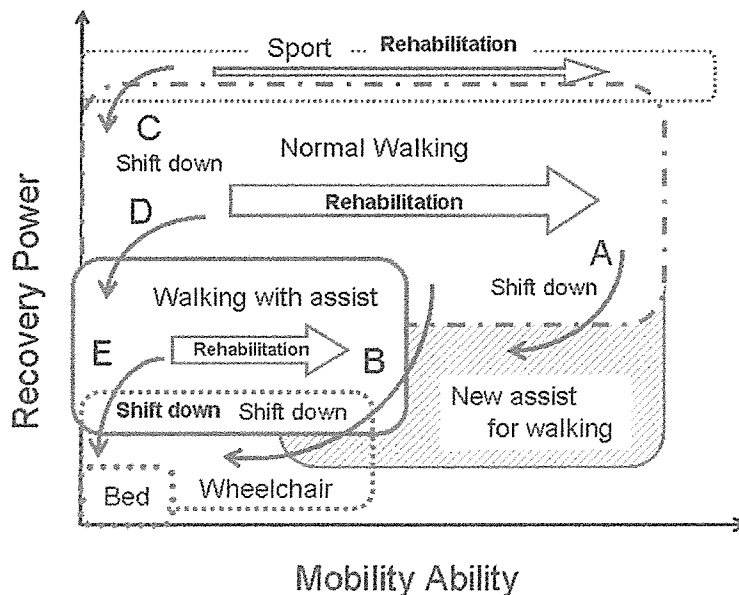 Sport Rehabilitation
C
Shift down
Normal Walking
Rehabilitation
D
A
Shift down
Walking with assist
E
Rehabilitation
B
Shift down Shift down
New assist
for walking
Bed
Wheelchair
Recovery Power
Mobility Ability